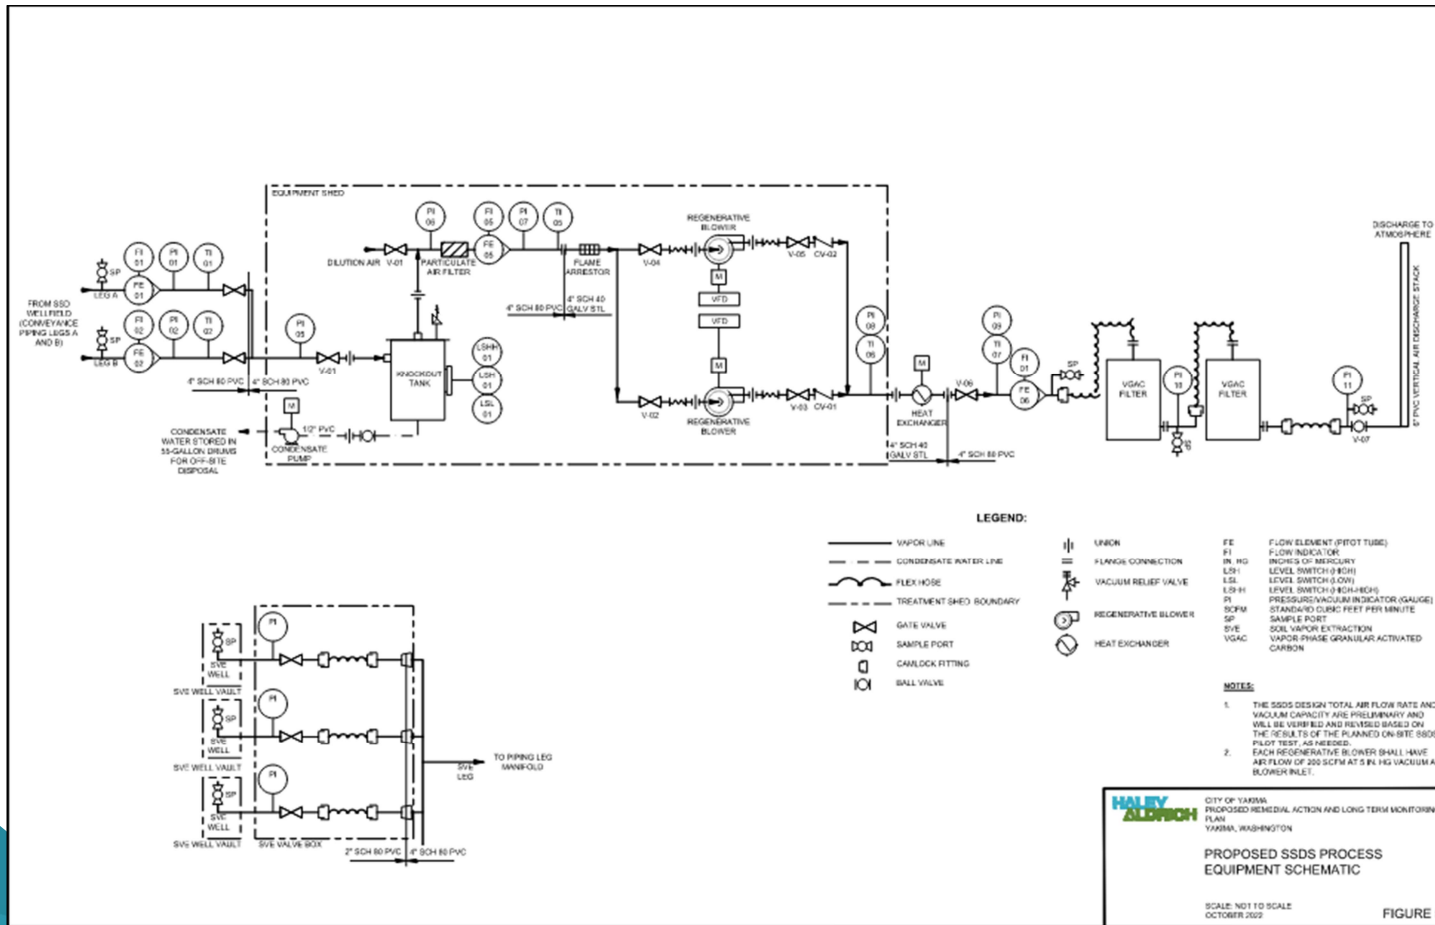 EQUIPMENT SHED
DISCHARGE TO
ATMOSPHERE
6" PVC VERTICAL AIR DISCHARGE STACK
FROM SSD
WELLFIELD
(CONVEYANCE
PIPING LEGS A
AND B)
SP
LEG A
FI
01
FE
01
PI
01
TI
01
SP
LEG B
FI
02
FE
02
PI
02
TI
02
4" SCH 80 PVC
4" SCH 80 PVC
PI
05
V-01
DILUTION AIR
V-01
PI
06
PARTICULATE
AIR FILTER
FI
05
FE
05
PI
07
TI
05
FLAME
ARRESTOR
4" SCH 80 PVC
4" SCH 40
GALV STL
KNOCKOUT
TANK
LSHH
01
LSH
01
LSL
01
M
1/2" PVC
CONDENSATE
PUMP
CONDENSATE
WATER STORED IN
55-GALLON DRUMS
FOR OFF-SITE
DISPOSAL
V-04
REGENERATIVE
BLOWER
M
VFD
V-05
CV-02
VFD
M
V-02
REGENERATIVE
BLOWER
V-03
CV-01
PI
08
TI
06
M
HEAT
EXCHANGER
4" SCH 40
GALV STL
4" SCH 80 PVC
V-06
PI
09
TI
07
FI
01
FE
06
SP
VGAC
FILTER
PI
10
SP
VGAC
FILTER
PI
11
SP
V-07
LEGEND:
VAPOR LINE
CONDENSATE WATER LINE
FLEX HOSE
TREATMENT SHED BOUNDARY
GATE VALVE
SAMPLE PORT
CAMLOCK FITTING
BALL VALVE
UNION
FLANGE CONNECTION
VACUUM RELIEF VALVE
REGENERATIVE BLOWER
HEAT EXCHANGER
FE FLOW ELEMENT (PITOT TUBE)
FI FLOW INDICATOR
IN. HG INCHES OF MERCURY
LSH LEVEL SWITCH (HIGH)
LSL LEVEL SWITCH (LOW)
LSHH LEVEL SWITCH (HIGH-HIGH)
PI PRESSURE/VACUUM INDICATOR (GAUGE)
SCFM STANDARD CUBIC FEET PER MINUTE
SP SAMPLE PORT
SVE SOIL VAPOR EXTRACTION
VGAC VAPOR-PHASE GRANULAR ACTIVATED
CARBON
NOTES:
1. THE SSDS DESIGN TOTAL AIR FLOW RATE AND
VACUUM CAPACITY ARE PRELIMINARY AND
WILL BE VERIFIED AND REVISED BASED ON
THE RESULTS OF THE PLANNED ON-SITE SSDS
PILOT TEST, AS NEEDED.
2. EACH REGENERATIVE BLOWER SHALL HAVE
AIR FLOW OF 200 SCFM AT 5 IN. HG VACUUM A
BLOWER INLET.
SP
SVE
WELL
SVE WELL VAULT
PI
SP
SVE
WELL
SVE WELL VAULT
PI
SP
SVE
WELL
SVE WELL VAULT
PI
SVE VALVE BOX
2" SCH 80 PVC
4" SCH 80 PVC
SVE
LEG
TO PIPING LEG
MANIFOLD
HALEY
ALDRICH
CITY OF YAKIMA
PROPOSED REMEDIAL ACTION AND LONG TERM MONITORING
PLAN
YAKIMA, WASHINGTON
PROPOSED SSDS PROCESS
EQUIPMENT SCHEMATIC
SCALE: NOT TO SCALE
OCTOBER 2022
FIGURE